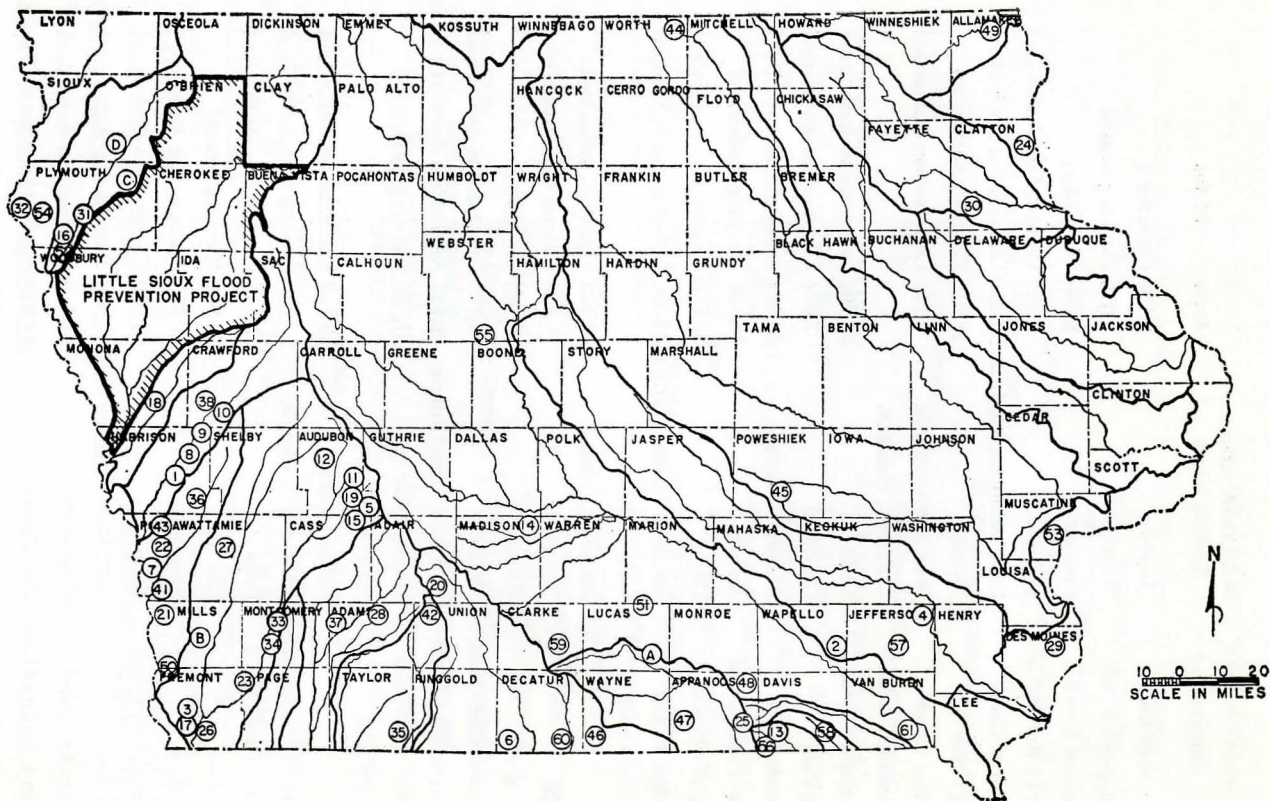 LYON OSCEOLA DICKINSON EMMET KOSSUTH WINNEBAGO WORTH 44 MITCHELL HOWARD WINNESHIEK ALLAMAKEE 49
SIOUX O'BRIEN CLAY PALO ALTO HANCOCK CERRO GORDO FLOYD CHICKASAW
FAYETTE CLAYTON 24
D
PLYMOUTH C CHEROKEE BUENA VISTA POCAHONTAS HUMBOLDT WRIGHT FRANKIN BUTLER BREMER
32 54 31 30
16 WEBSTER BLACK HAWK BUCHANAN DELAWARE DUBUQUE
WOODBURY IDA SAC CALHOUN HAMILTON HARDIN GRUNDY
LITTLE SIOUX FLOOD
PREVENTION PROJECT
55 TAMA BENTON LINN JONES JACKSON
MONONA CRAWFORD CARROLL GREENE BOONE STORY MARSHALL
18 38 10 CLINTON
CEDAR
HARRISON 9 SHELBY AUDUBON GUTHRIE DALLAS POLK JASPER POWESHIEK IOWA JOHNSON
8 12 SCOTT
1 11
36 19 5 45 MUSCATINE
43 AWATTAMIE CASS 15 ADAIR MADISON 14 WARREN MARION MAHASKA KEOKUK WASHINGTON
22 27 53
7 LOUISA
41 20
21 MILLS MONTGOMERY ADAMS 28 42 UNION CLARKE LUCAS 51 MONROE WAPELLO JEFFERSO 4 HENRY
33 37
B 34 59 A 2 57 DES MOINES
29
50 FREMONT 23 PAGE TAYLOR RINGGOLD DECATUR WAYNE APPANOOS 48 DAVIS VAN BUREN
LEE
3
17 26 35 6 60 46 47 25 13 58 61
56
N
10 0 10 20
SCALE IN MILES